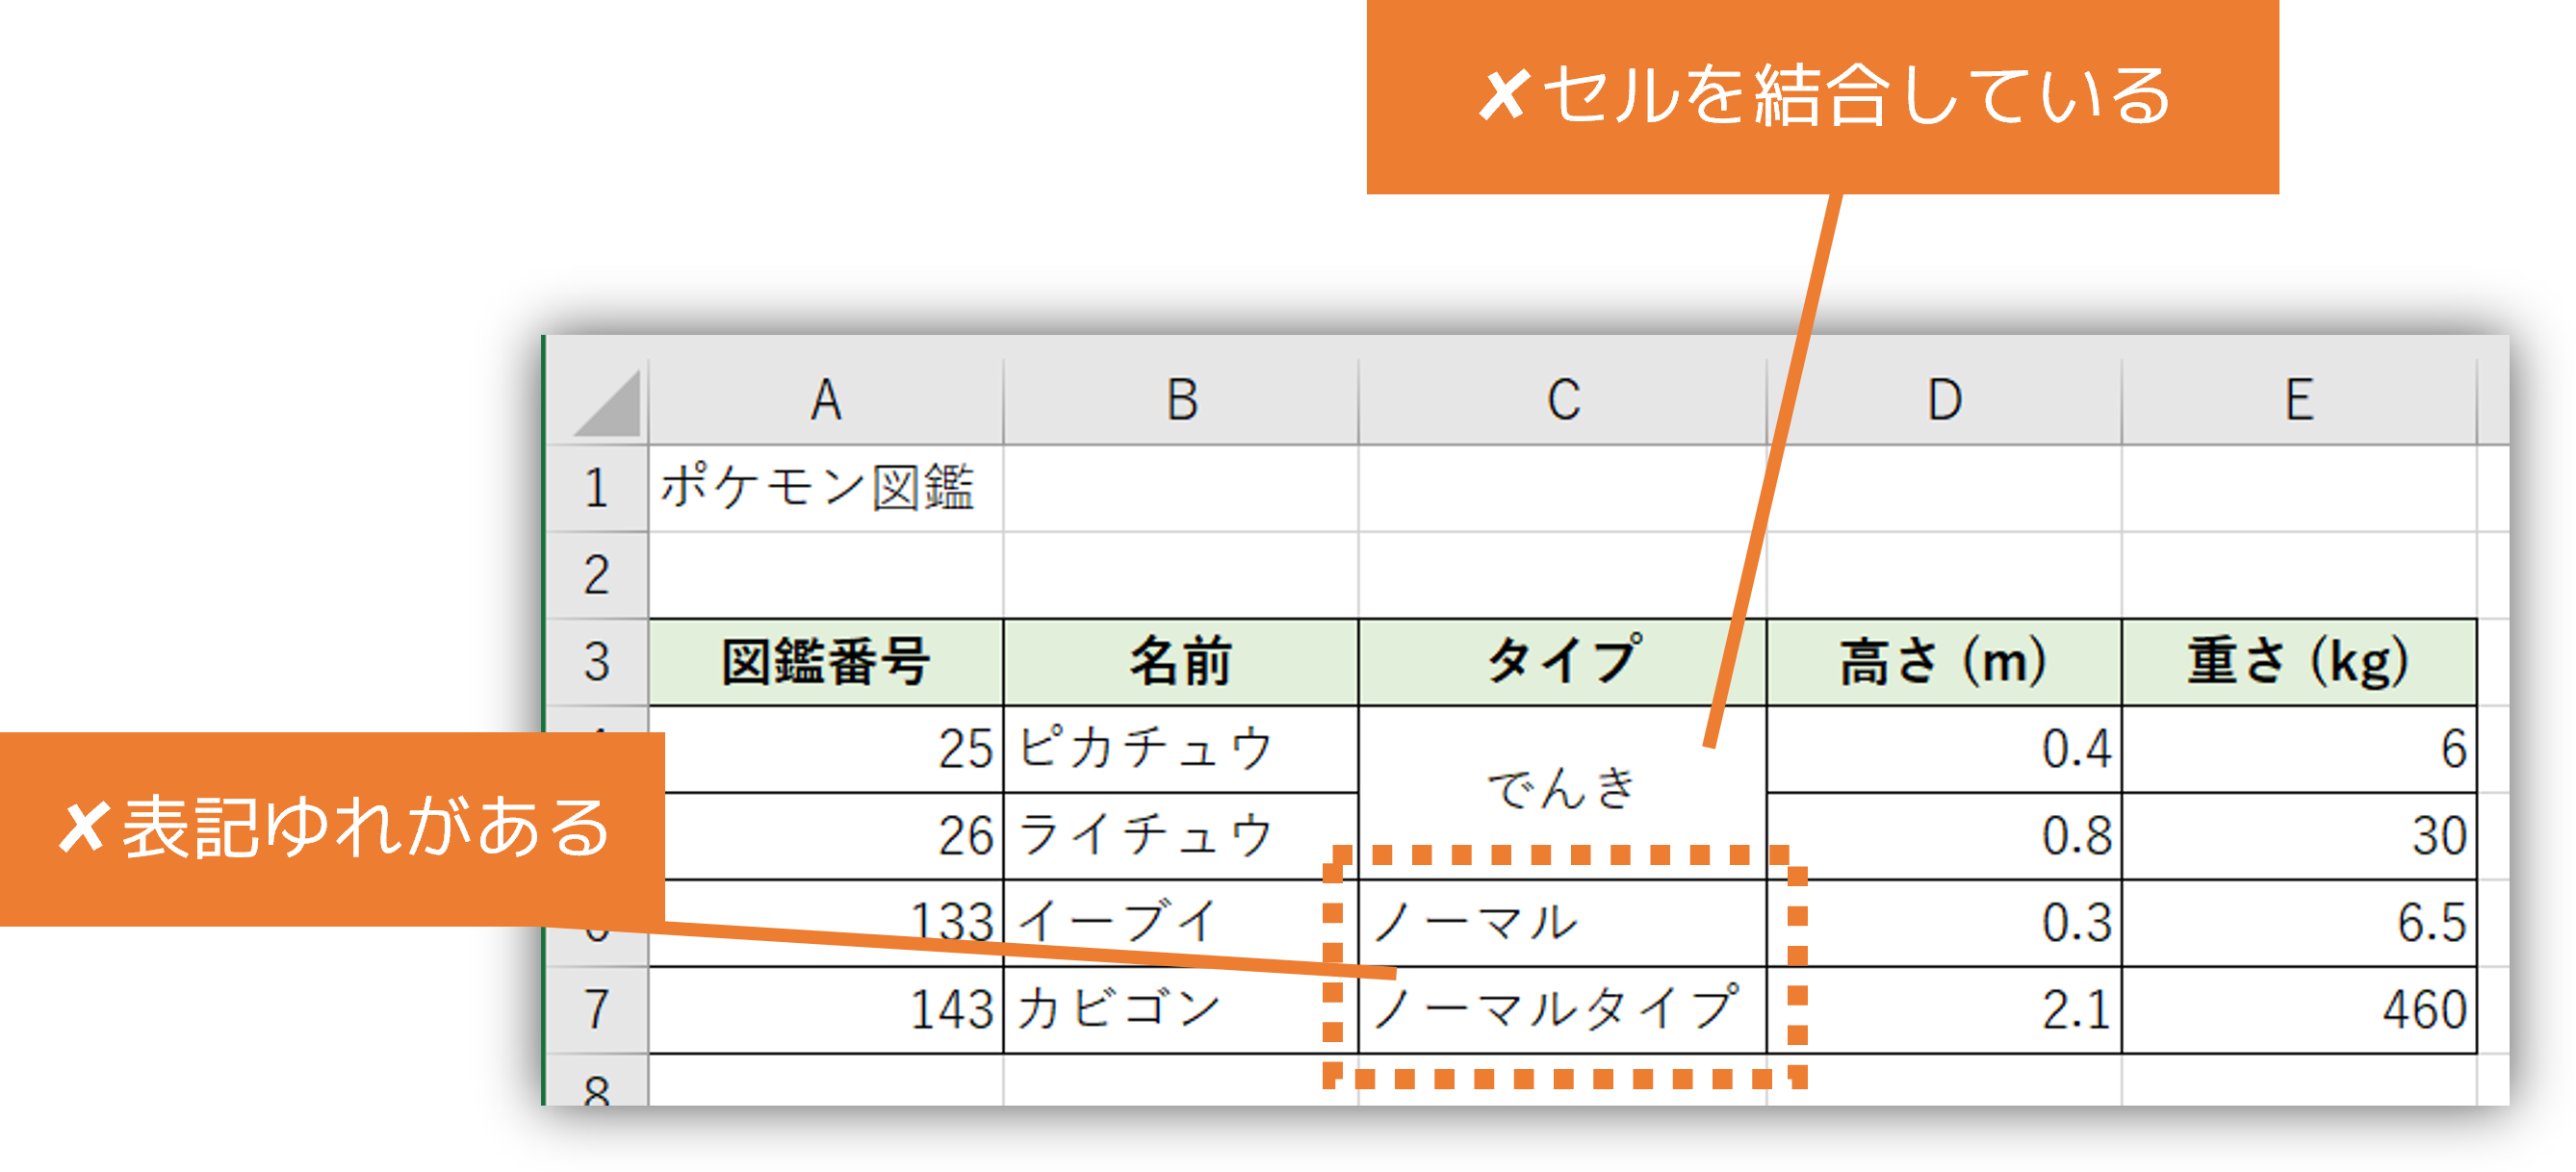 ✘セルを結合している
A B C D E
1 ポケモン図鑑
2
3 図鑑番号 名前 タイプ 高さ (m) 重さ (kg)
25 ピカチュウ でんき 0.4 6
26 ライチュウ 0.8 30
133 イーブイ ノーマル 0.3 6.5
7 143 カビゴン ノーマルタイプ 2.1 460
8
✘表記ゆれがある